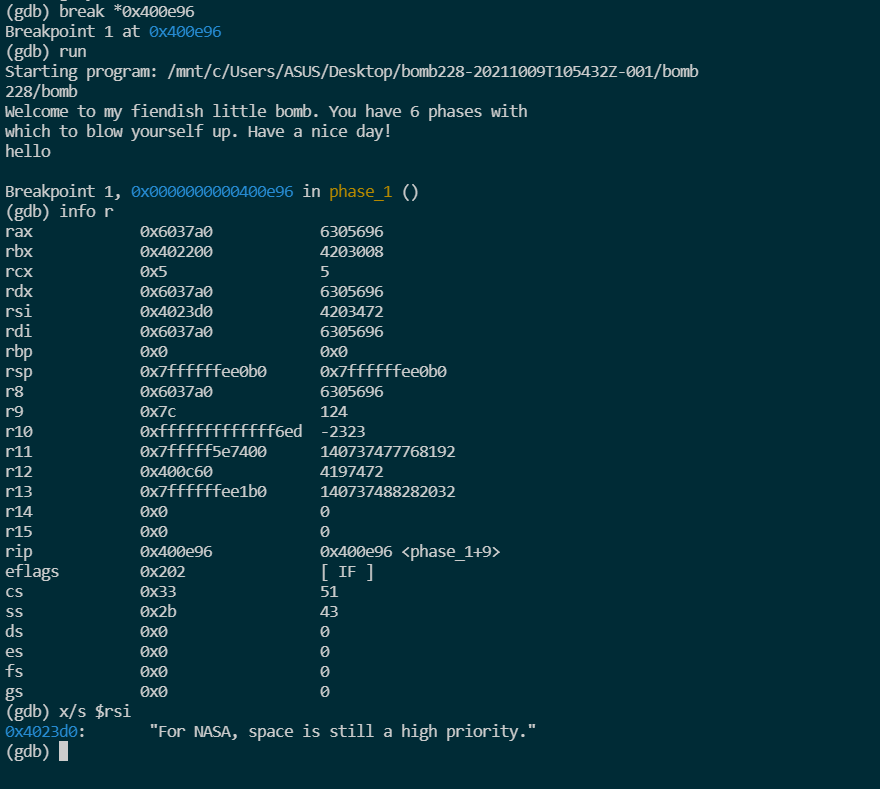 (gdb) break *0x400e96
Breakpoint 1 at 0x400e96
(gdb) run
Starting program: /mnt/c/Users/ASUS/Desktop/bomb228-20211009T105432Z-001/bomb
228/bomb
Welcome to my fiendish little bomb. You have 6 phases with
which to blow yourself up. Have a nice day!
hello

Breakpoint 1, 0x0000000000400e96 in phase_1 ()
(gdb) info r
rax            0x6037a0          6305696
rbx            0x402200          4203008
rcx            0x5               5
rdx            0x6037a0          6305696
rsi            0x4023d0          4203472
rdi            0x6037a0          6305696
rbp            0x0               0x0
rsp            0x7ffffffee0b0    0x7ffffffee0b0
r8             0x6037a0          6305696
r9             0x7c              124
r10            0xfffffffffffff6ed  -2323
r11            0x7fffff5e7400    140737477768192
r12            0x400c60          4197472
r13            0x7ffffffee1b0    140737488282032
r14            0x0               0
r15            0x0               0
rip            0x400e96          0x400e96 <phase_1+9>
eflags         0x202             [ IF ]
cs             0x33              51
ss             0x2b              43
ds             0x0               0
es             0x0               0
fs             0x0               0
gs             0x0               0
(gdb) x/s $rsi
0x4023d0:       "For NASA, space is still a high priority."
(gdb)